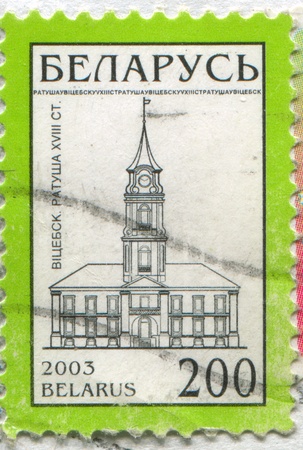 БЕЛАРУСЬ
РАТУШАУВІЦЕБСКУXVIIIСТРАТУШАУВІЦЕБСКУXVIIIСТРАТУШАУВІЦЕБСК
ВІЦЕБСК. РАТУША XVIII СТ.
2003
BELARUS
200